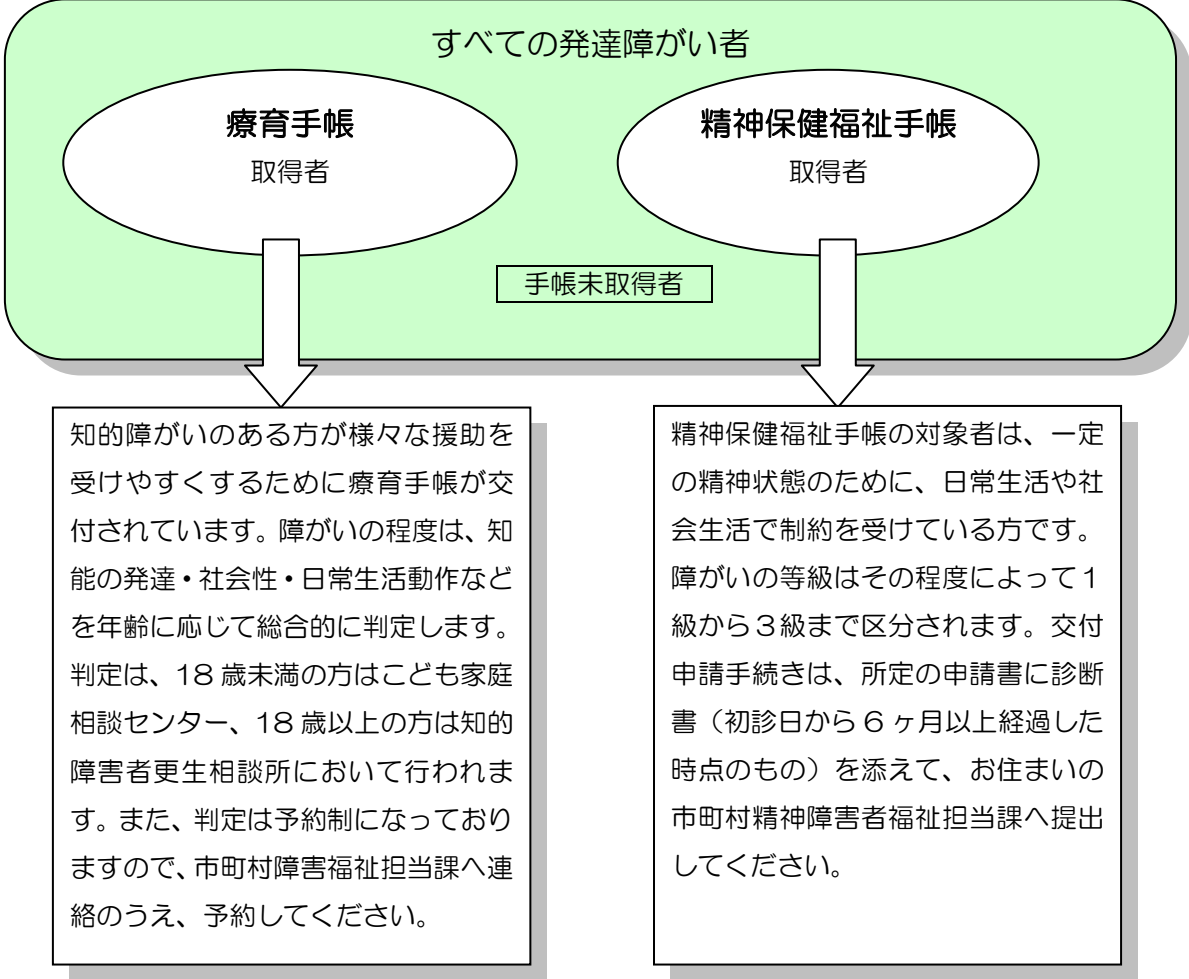 すべての発達障がい者
療育手帳
取得者
精神保健福祉手帳
取得者
手帳未取得者
知的障がいのある方が様々な援助を
受けやすくするために療育手帳が交
付されています。障がいの程度は、知
能の発達・社会性・日常生活動作など
を年齢に応じて総合的に判定します。
判定は、18 歳未満の方はこども家庭
相談センター、18 歳以上の方は知的
障害者更生相談所において行われま
す。また、判定は予約制になっており
ますので、市町村障害福祉担当課へ連
絡のうえ、予約してください。
精神保健福祉手帳の対象者は、一定
の精神状態のために、日常生活や社
会生活で制約を受けている方です。
障がいの等級はその程度によって１
級から３級まで区分されます。交付
申請手続きは、所定の申請書に診断
書（初診日から６ヶ月以上経過した
時点のもの）を添えて、お住まいの
市町村精神障害者福祉担当課へ提出
してください。